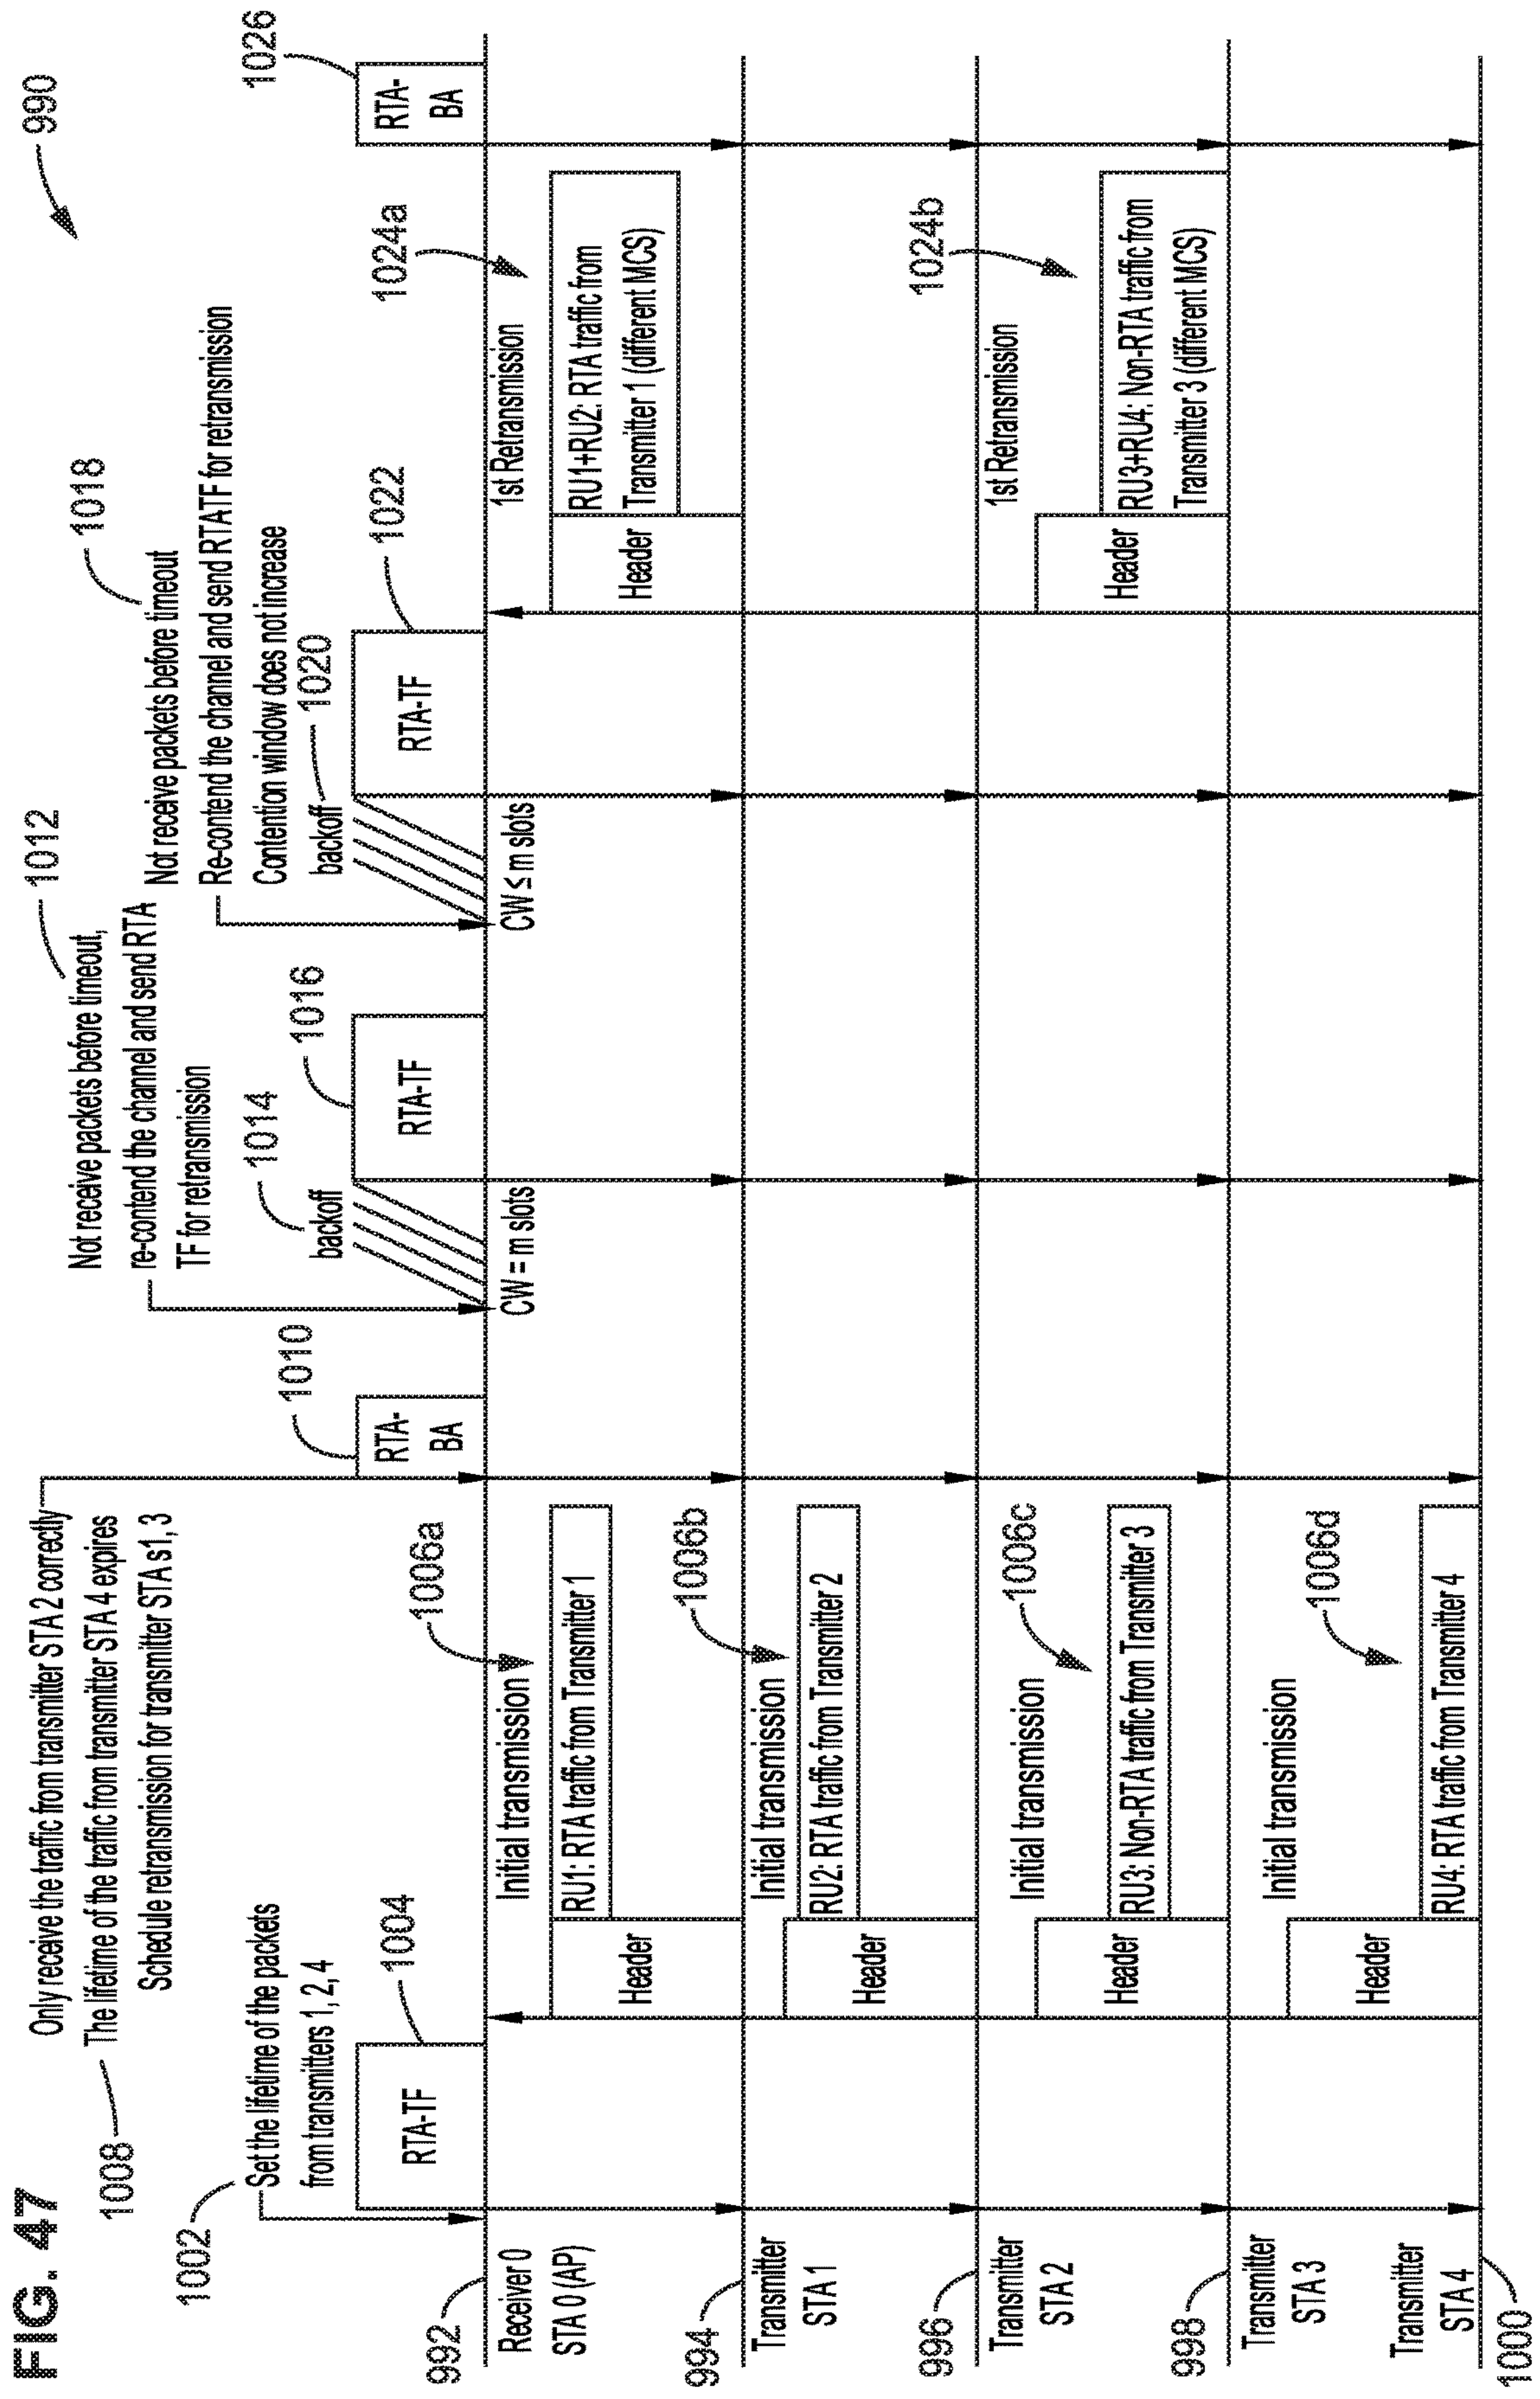 FIG. 47
990
1008
Only receive the traffic from transmitter STA 2 correctly
The lifetime of the traffic from transmitter STA 4 expires
Schedule retransmission for transmitter STA s1, 3
1002
Set the lifetime of the packets
from transmitters 1, 2, 4
1012
Not receive packets before timeout,
re-contend the channel and send RTA
TF for retransmission
1018
Not receive packets before timeout
Re-contend the channel and send RTATF for retransmission
Contention window does not increase
1004
RTA-TF
1010
RTA-
BA
1014
backoff
1016
RTA-TF
1020
backoff
1022
RTA-TF
1026
RTA-
BA
992
Receiver 0
STA 0 (AP)
CW = m slots
CW ≤ m slots
Initial transmission
1006a
Header
RU1: RTA traffic from Transmitter 1
1st Retransmission
1024a
Header
RU1+RU2: RTA traffic from
Transmitter 1 (different MCS)
994
Transmitter
STA 1
Initial transmission
1006b
Header
RU2: RTA traffic from Transmitter 2
996
Transmitter
STA 2
Initial transmission
1006c
Header
RU3: Non-RTA traffic from Transmitter 3
1st Retransmission
1024b
Header
RU3+RU4: Non-RTA traffic from
Transmitter 3 (different MCS)
998
Transmitter
STA 3
Initial transmission
1006d
Header
RU4: RTA traffic from Transmitter 4
Transmitter
STA 4
1000